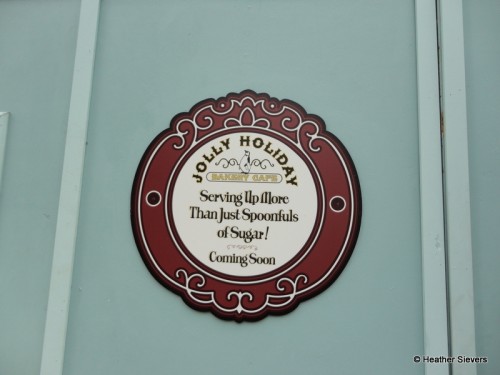 JOLLY HOLIDAY
BAKERY CAFE
Serving Up More
Than Just Spoonfuls
of Sugar!
Coming Soon
© Heather Sievers